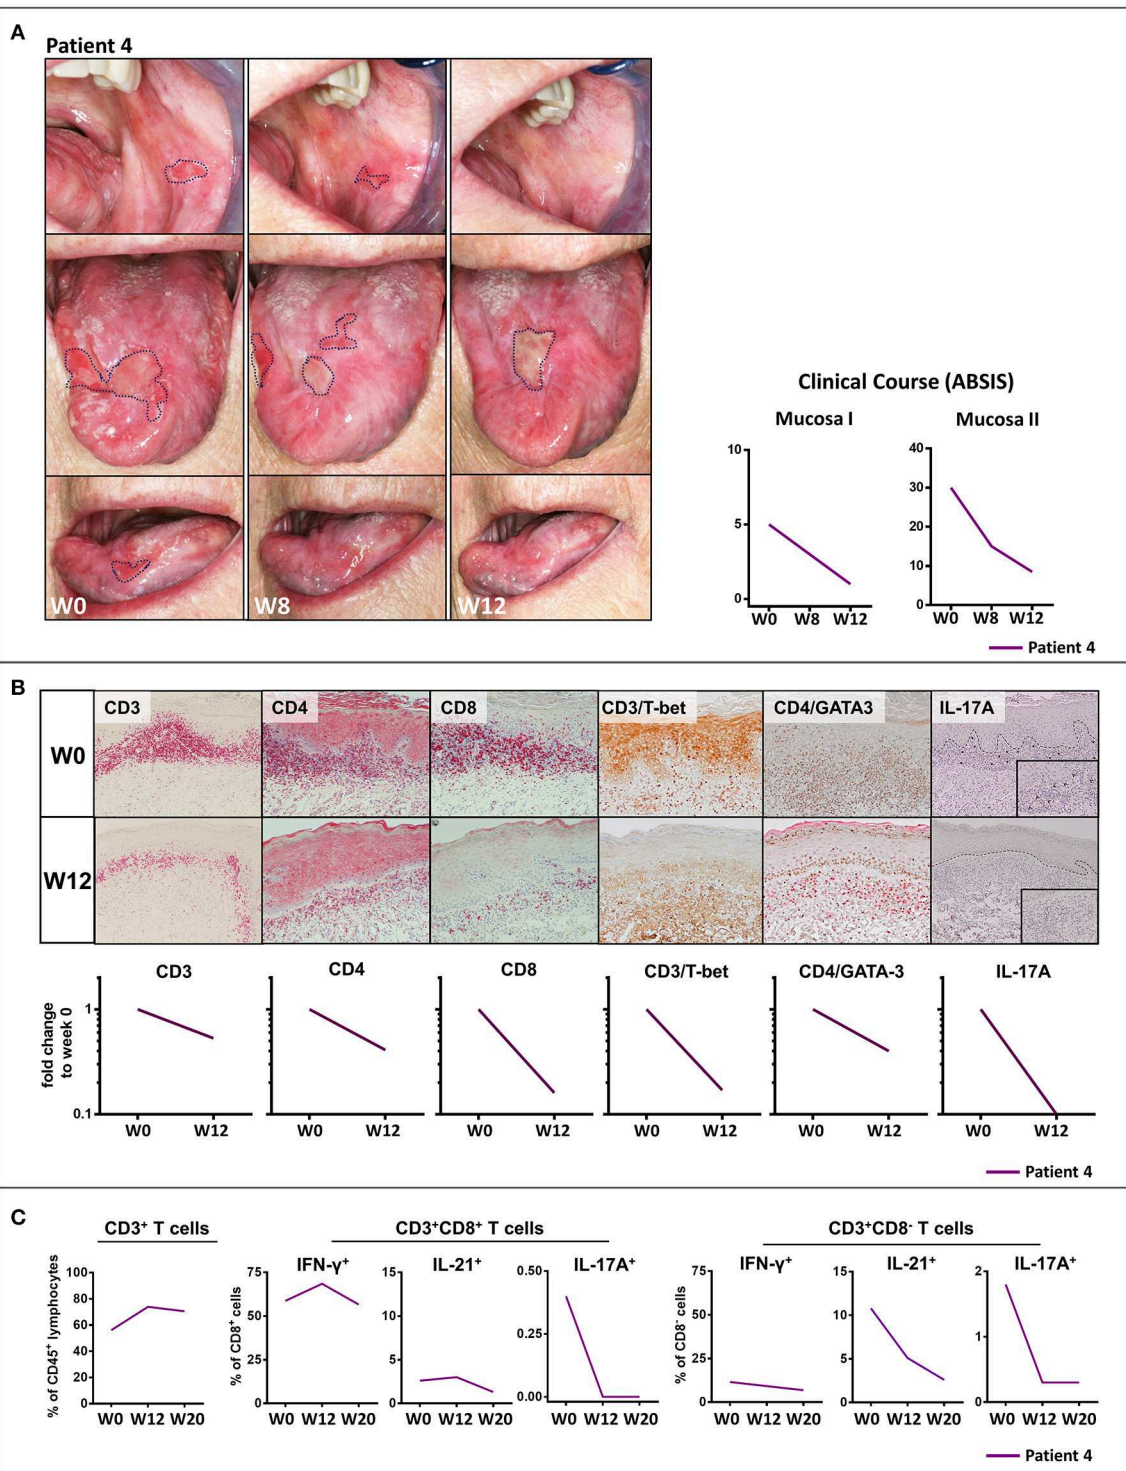 A
Patient 4
W0
W8
W12
Clinical Course (ABSIS)
Mucosa I
Mucosa II
10
5
0
W0 W8 W12
40
30
20
10
0
W0 W8 W12
Patient 4
B
CD3
CD4
CD8
CD3/T-bet
CD4/GATA3
IL-17A
W0
W12
CD3
CD4
CD8
CD3/T-bet
CD4/GATA-3
IL-17A
fold change
to week 0
1
0.1
W0 W12
W0 W12
W0 W12
W0 W12
W0 W12
W0 W12
Patient 4
C
CD3⁺ T cells
CD3⁺CD8⁺ T cells
CD3⁺CD8⁻ T cells
IFN-γ⁺
IL-21⁺
IL-17A⁺
IFN-γ⁺
IL-21⁺
IL-17A⁺
% of CD45⁺ lymphocytes
100
80
60
40
20
0
W0 W12 W20
% of CD8⁺ cells
75
50
25
0
W0 W12 W20
15
10
5
0
W0 W12 W20
0.50
0.25
0.00
W0 W12 W20
% of CD8⁻ cells
75
50
25
0
W0 W12 W20
15
10
5
0
W0 W12 W20
2
1
0
W0 W12 W20
Patient 4